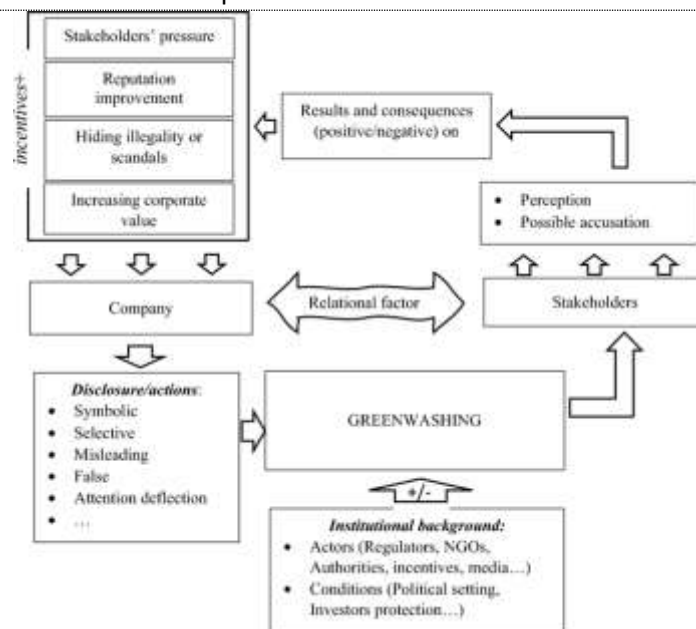 incentives+
Stakeholders' pressure
Reputation
improvement
Hiding illegality or
scandals
Increasing corporate
value
Results and consequences
(positive/negative) on
• Perception
• Possible accusation
Company
Relational factor
Stakeholders
Disclosure/actions:
• Symbolic
• Selective
• Misleading
• False
• Attention deflection
• …
GREENWASHING
+/-
Institutional background:
• Actors (Regulators, NGOs,
Authorities, incentives, media…)
• Conditions (Political setting,
Investors protection…)